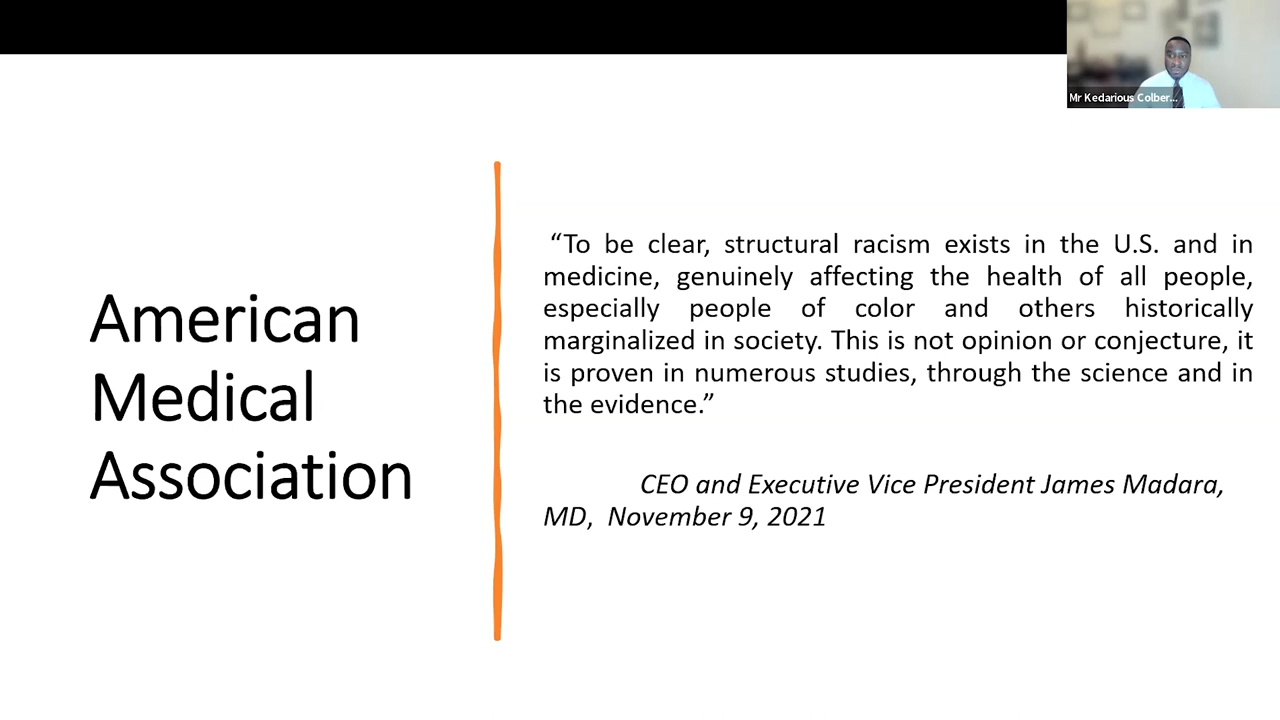 Mr Kedarious Colber...
American
Medical
Association
“To be clear, structural racism exists in the U.S. and in
medicine, genuinely affecting the health of all people,
especially people of color and others historically
marginalized in society. This is not opinion or conjecture, it
is proven in numerous studies, through the science and in
the evidence.”
CEO and Executive Vice President James Madara,
MD, November 9, 2021